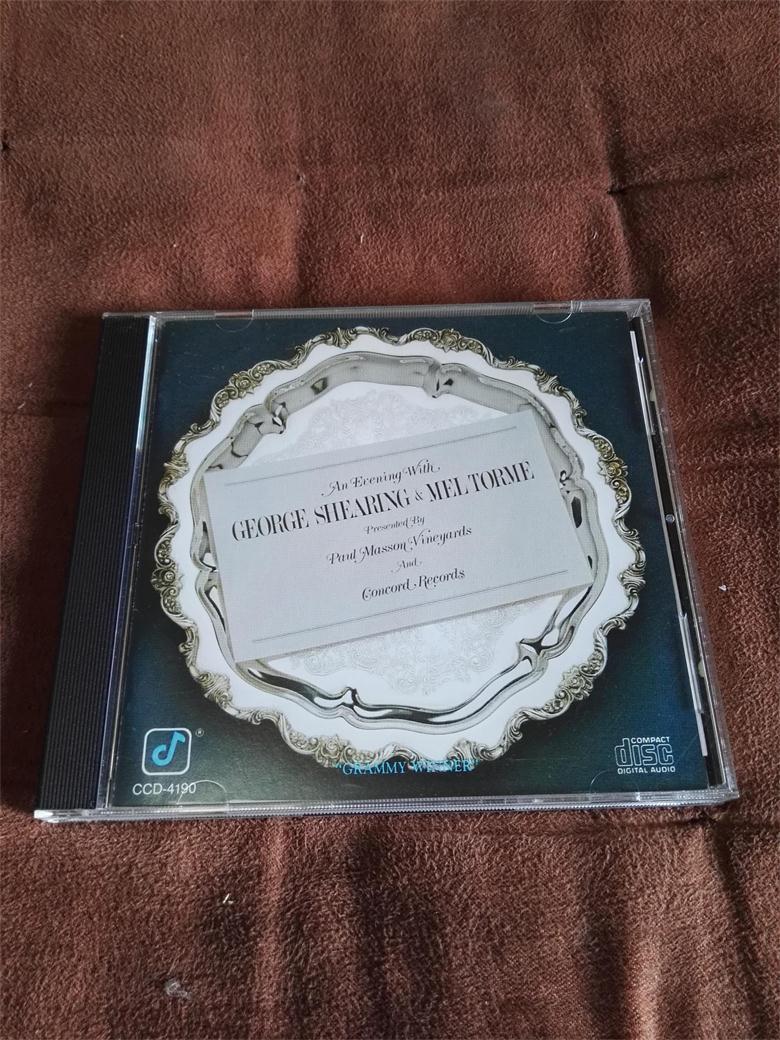 An Evening With
GEORGE SHEARING & MEL TORME
Presented By
Paul Masson Vineyards
And
Concord Records
"GRAMMY WINNER"
®
CCD-4190
COMPACT
disc
DIGITAL AUDIO